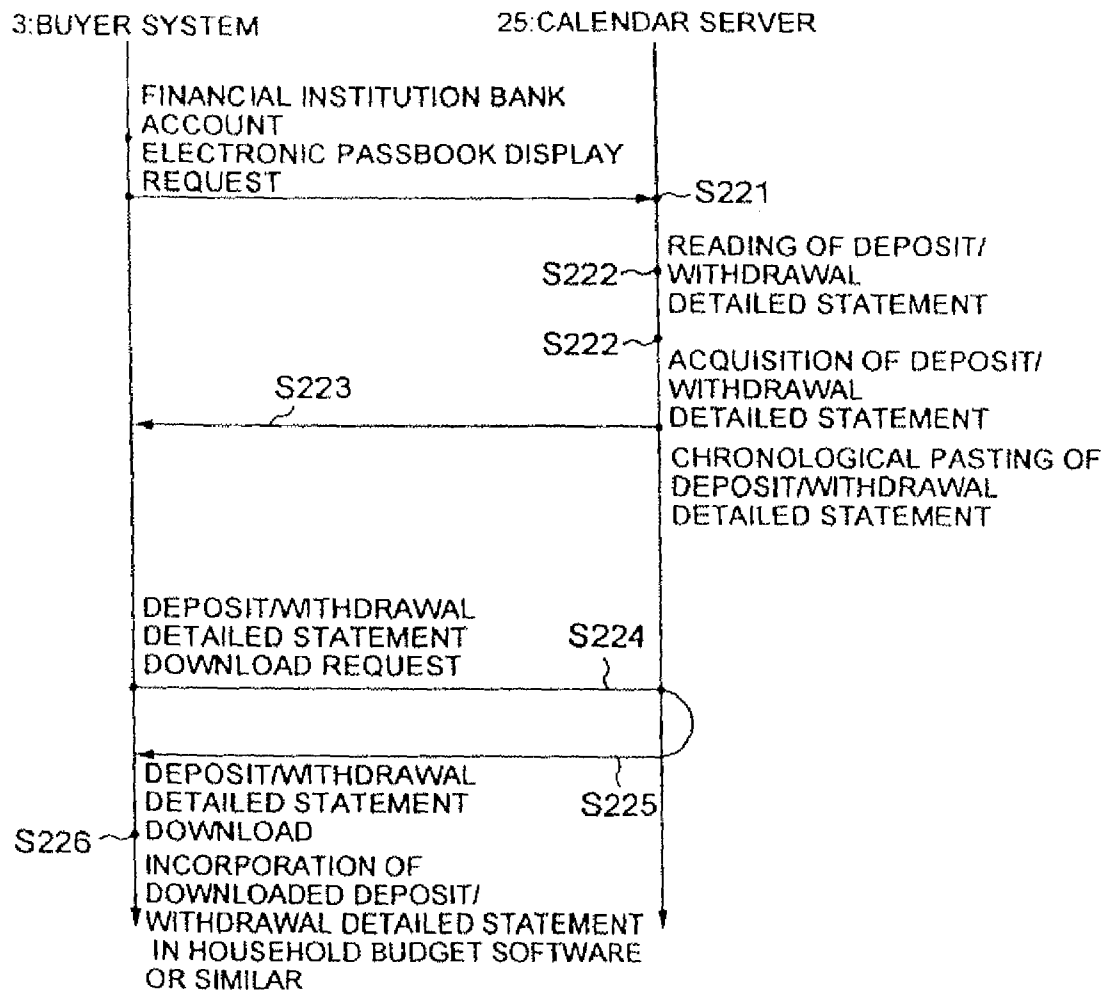 3:BUYER SYSTEM
25:CALENDAR SERVER
FINANCIAL INSTITUTION BANK
ACCOUNT
ELECTRONIC PASSBOOK DISPLAY
REQUEST
S221
READING OF DEPOSIT/
S222
WITHDRAWAL
DETAILED STATEMENT
S222
ACQUISITION OF DEPOSIT/
WITHDRAWAL
DETAILED STATEMENT
S223
CHRONOLOGICAL PASTING OF
DEPOSIT/WITHDRAWAL
DETAILED STATEMENT
DEPOSIT/WITHDRAWAL
DETAILED STATEMENT
DOWNLOAD REQUEST
S224
DEPOSIT/WITHDRAWAL
DETAILED STATEMENT
DOWNLOAD
S225
S226
INCORPORATION OF
DOWNLOADED DEPOSIT/
WITHDRAWAL DETAILED STATEMENT
IN HOUSEHOLD BUDGET SOFTWARE
OR SIMILAR